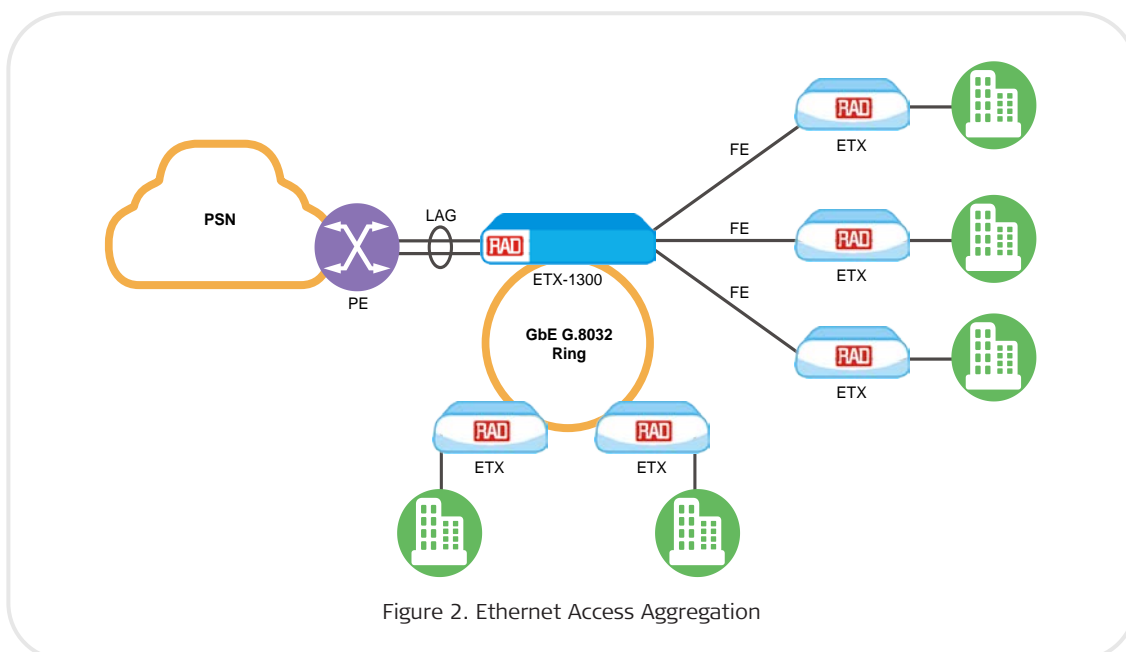 PSN
PE
LAG
RAD
ETX-1300
FE
RAD
ETX
FE
RAD
ETX
FE
RAD
ETX
GbE G.8032
Ring
RAD
ETX
RAD
ETX
Figure 2. Ethernet Access Aggregation